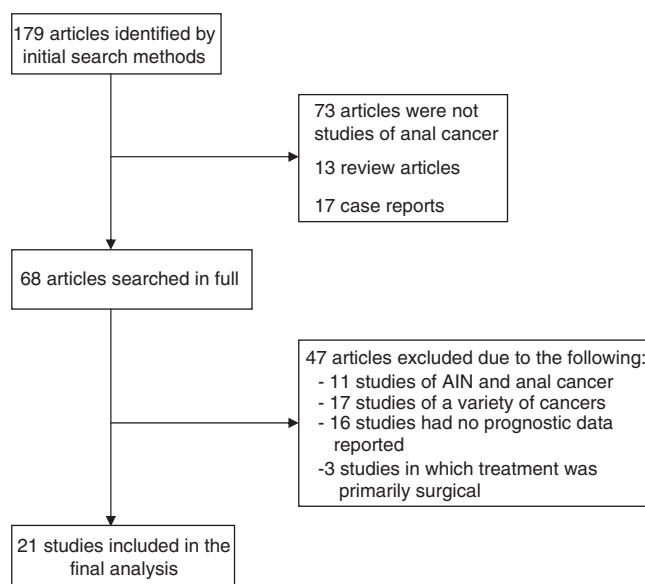 179 articles identified by
initial search methods
73 articles were not
studies of anal cancer
13 review articles
17 case reports
68 articles searched in full
47 articles excluded due to the following:
- 11 studies of AIN and anal cancer
- 17 studies of a variety of cancers
- 16 studies had no prognostic data
reported
-3 studies in which treatment was
primarily surgical
21 studies included in the
final analysis